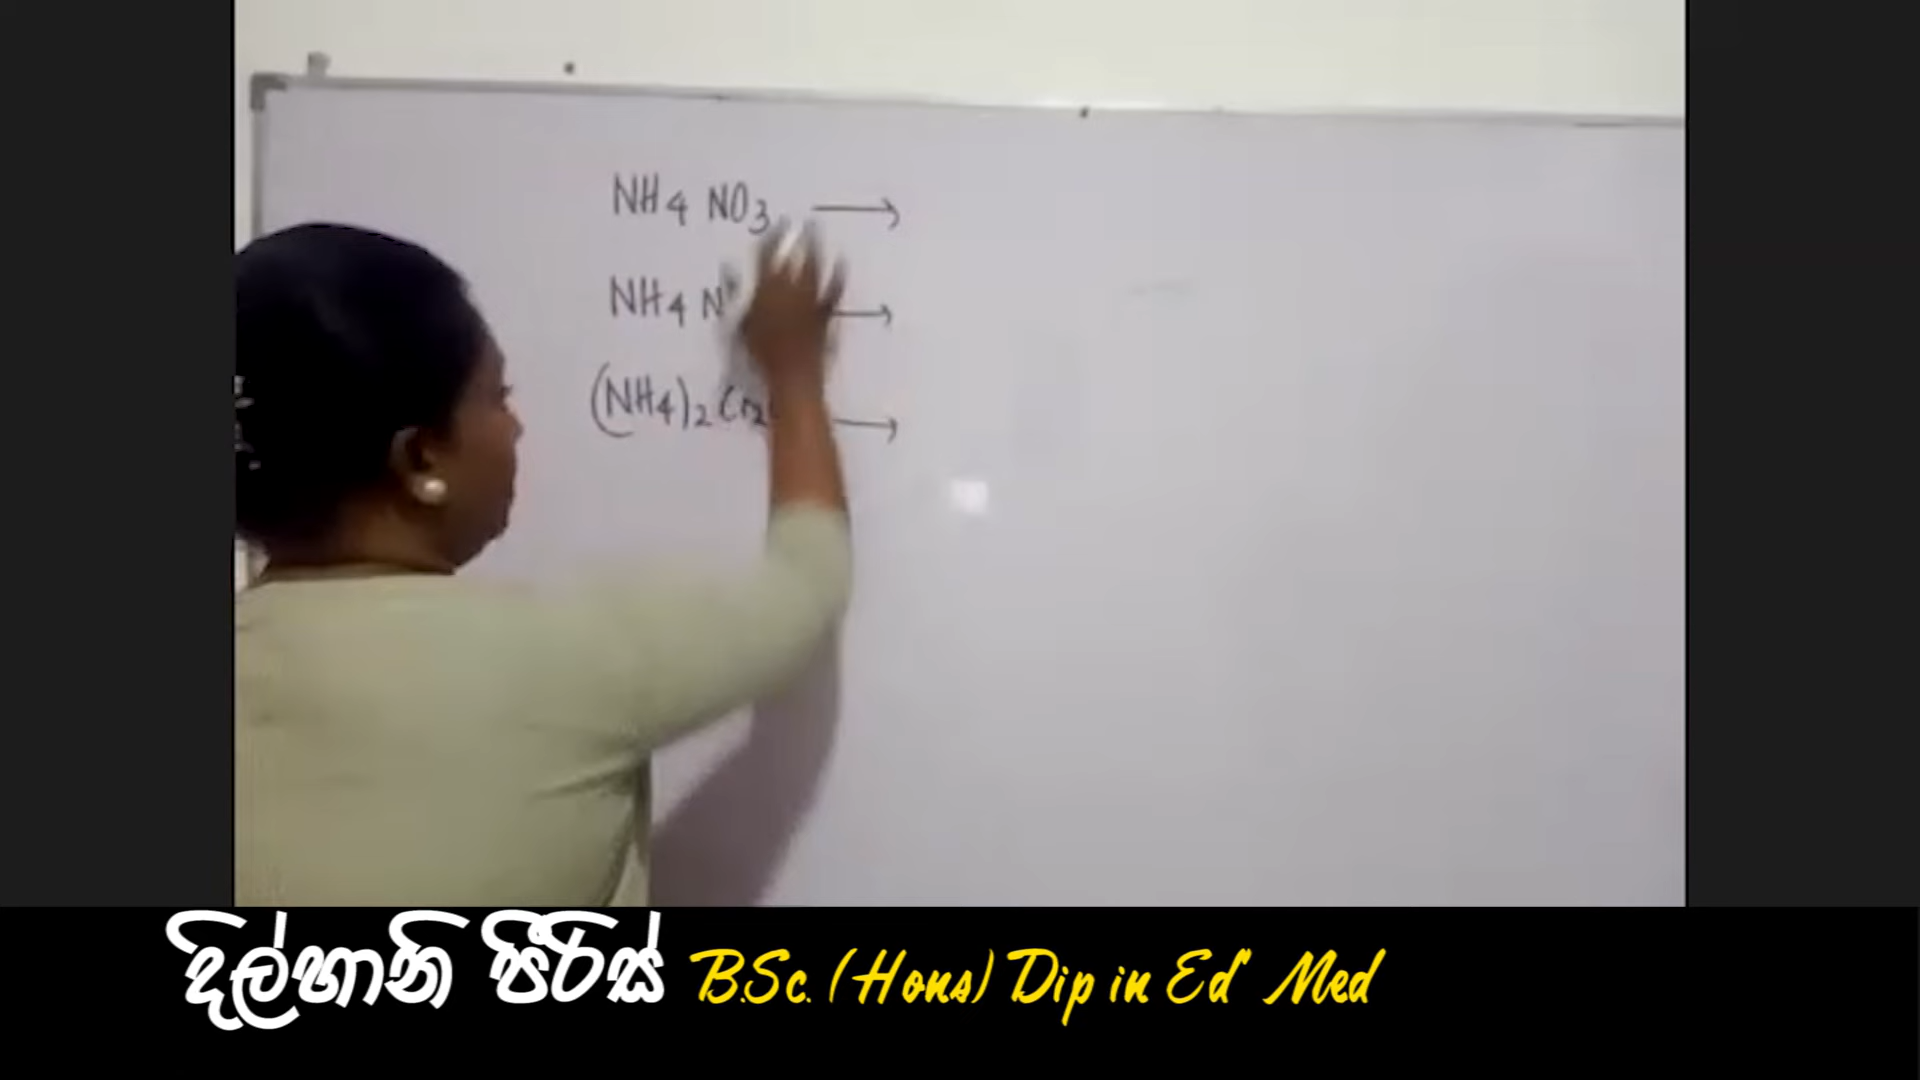 NH4 NO3 →
NH4 →
(NH4)2 Cr2 →
දිල්හානි පීරිස් B.Sc. (Hons) Dip in Ed Med